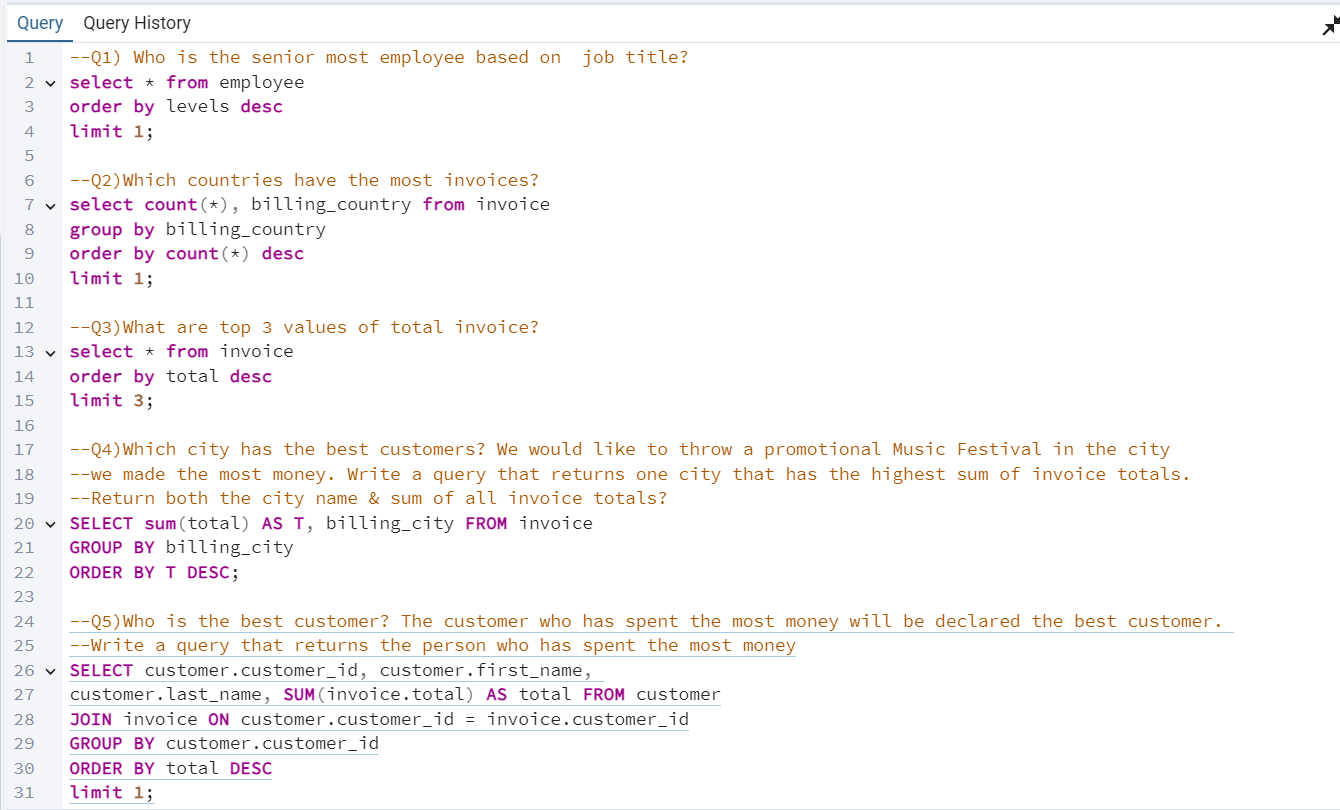 Query Query History
1 --Q1) Who is the senior most employee based on  job title?
2 select * from employee
3 order by levels desc
4 limit 1;
5
6 --Q2)Which countries have the most invoices?
7 select count(*), billing_country from invoice
8 group by billing_country
9 order by count(*) desc
10 limit 1;
11
12 --Q3)What are top 3 values of total invoice?
13 select * from invoice
14 order by total desc
15 limit 3;
16
17 --Q4)Which city has the best customers? We would like to throw a promotional Music Festival in the city
18 --we made the most money. Write a query that returns one city that has the highest sum of invoice totals.
19 --Return both the city name & sum of all invoice totals?
20 SELECT sum(total) AS T, billing_city FROM invoice
21 GROUP BY billing_city
22 ORDER BY T DESC;
23
24 --Q5)Who is the best customer? The customer who has spent the most money will be declared the best customer.
25 --Write a query that returns the person who has spent the most money
26 SELECT customer.customer_id, customer.first_name,
27 customer.last_name, SUM(invoice.total) AS total FROM customer
28 JOIN invoice ON customer.customer_id = invoice.customer_id
29 GROUP BY customer.customer_id
30 ORDER BY total DESC
31 limit 1;